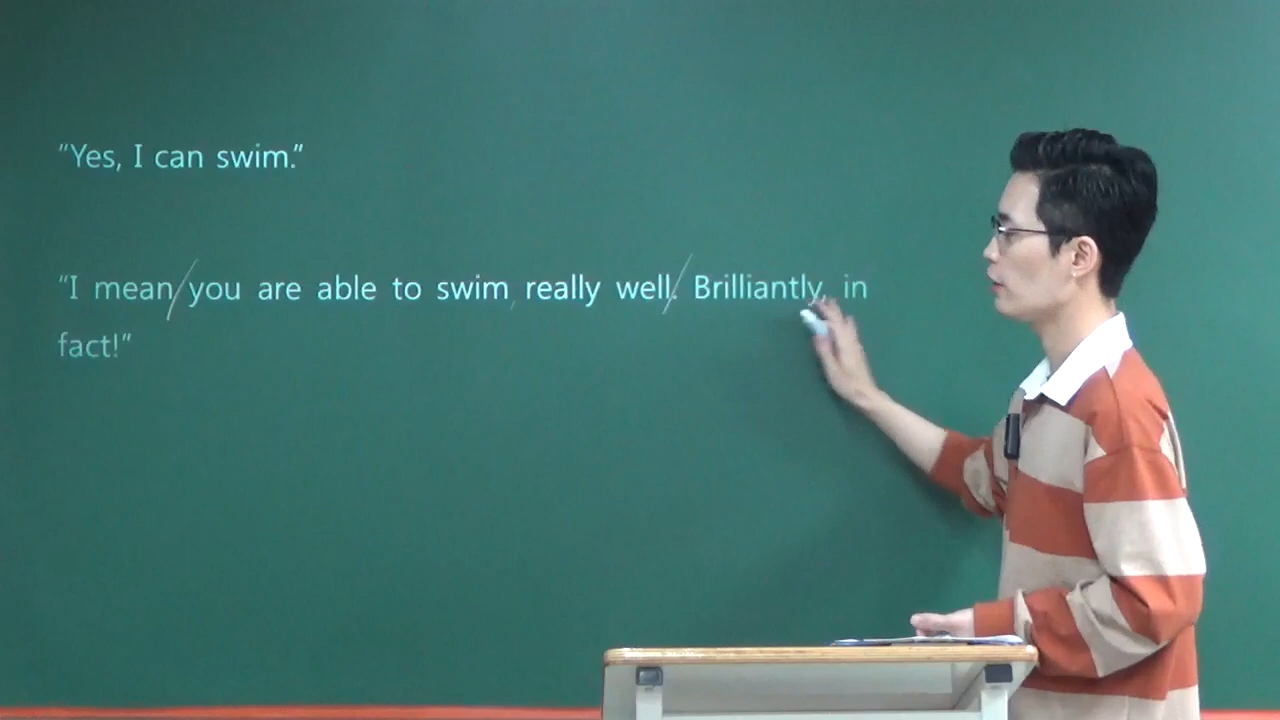 “Yes, I can swim.”
“I mean you are able to swim really well. Brilliantly, in
fact!”